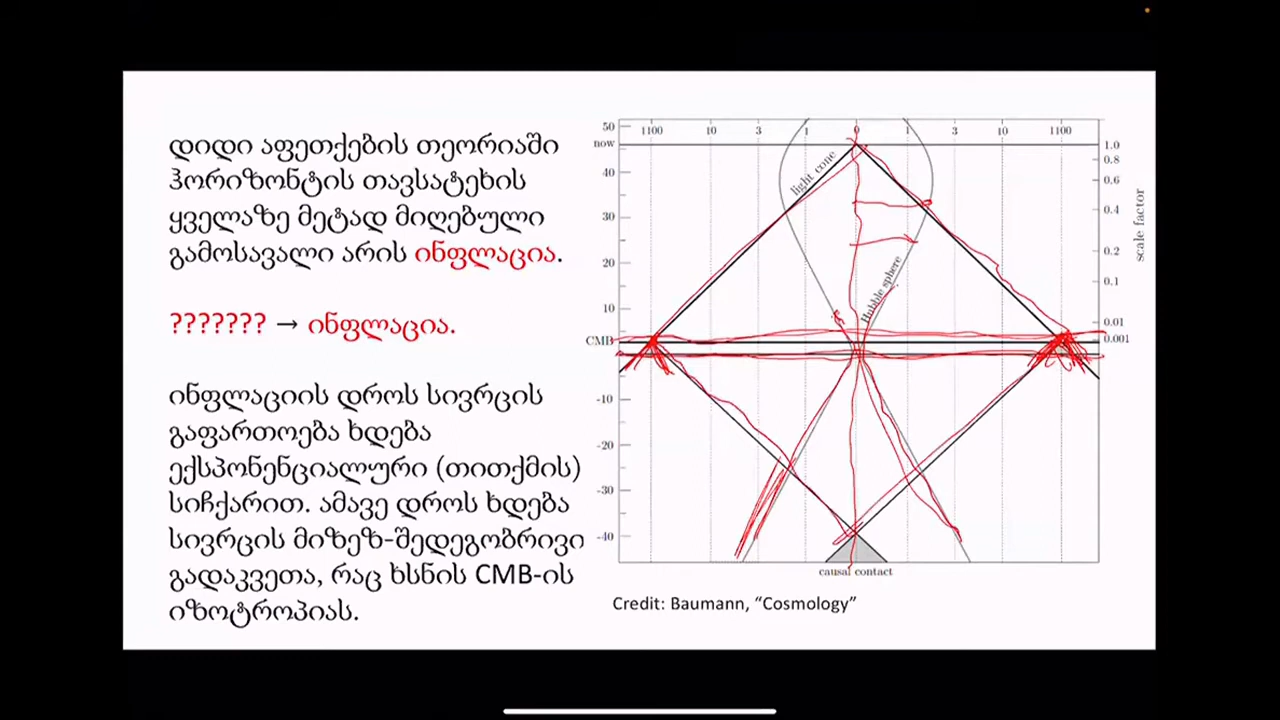 დიდი აფეთქების თეორიაში
ჰორიზონტის თავსატეხის
ყველაზე მეტად მიღებული
გამოსავალი არის ინფლაცია.
??????? → ინფლაცია.
ინფლაციის დროს სივრცის
გაფართოება ხდება
ექსპონენციალური (თითქმის)
სიჩქარით. ამავე დროს ხდება
სივრცის მიზეზ-შედეგობრივი
გადაკვეთა, რაც ხსნის CMB-ის
იზოტროპიას.
50
1100 10 3 1 0 1 3 10 1100
now
40
30
20
10
CMB
-10
-20
-30
-40
light cone
Hubble sphere
1.0
0.8
0.6
0.4
0.2
0.1
0.01
0.001
scale factor
causal contact
Credit: Baumann, “Cosmology”